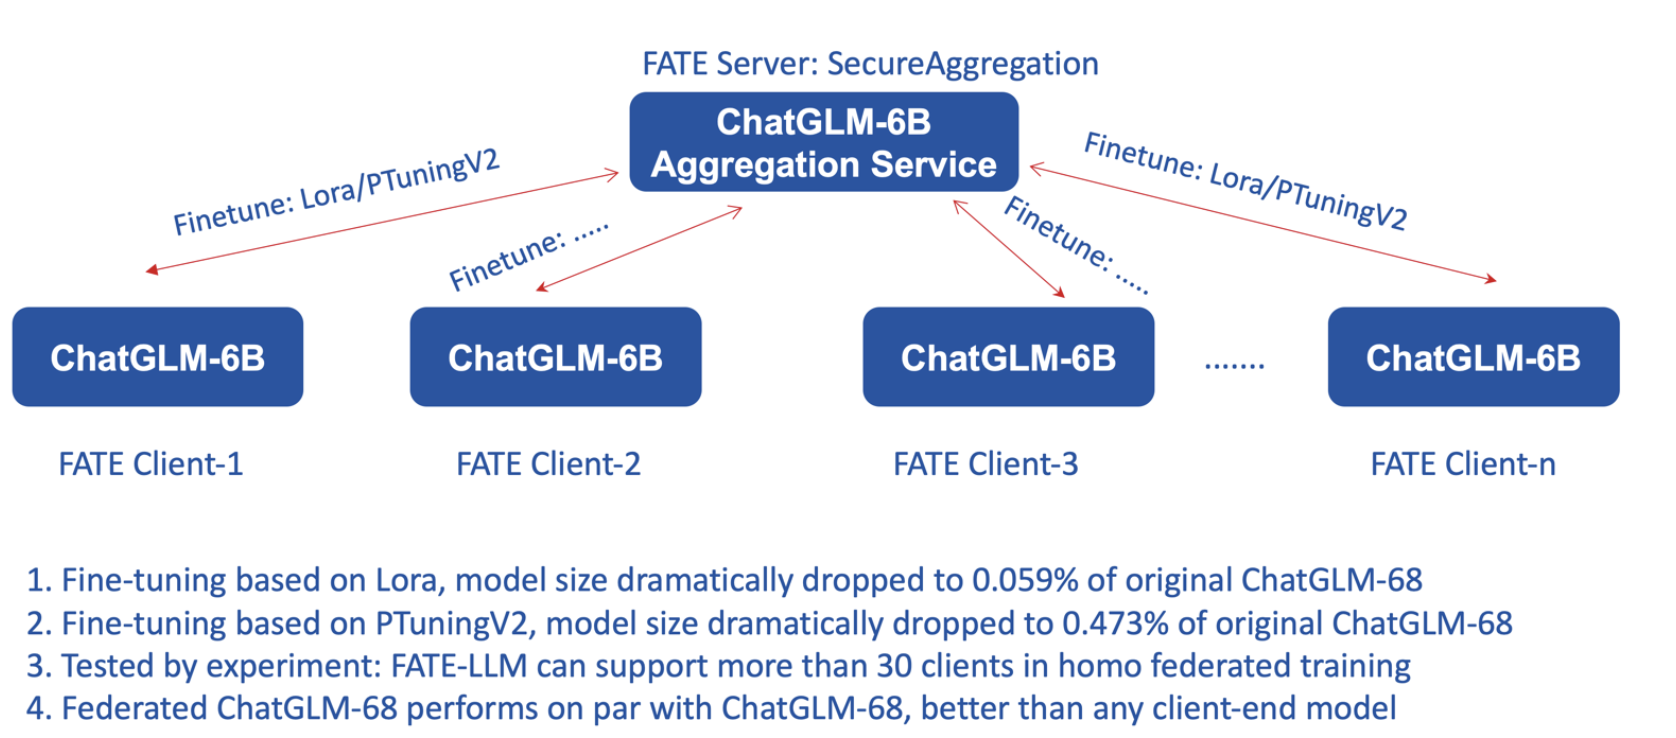 FATE Server: SecureAggregation
ChatGLM-6B
Aggregation Service
Finetune: Lora/PTuningV2
Finetune: .....
Finetune: .....
Finetune: Lora/PTuningV2
ChatGLM-6B
ChatGLM-6B
ChatGLM-6B
.......
ChatGLM-6B
FATE Client-1
FATE Client-2
FATE Client-3
FATE Client-n
1. Fine-tuning based on Lora, model size dramatically dropped to 0.059% of original ChatGLM-68
2. Fine-tuning based on PTuningV2, model size dramatically dropped to 0.473% of original ChatGLM-68
3. Tested by experiment: FATE-LLM can support more than 30 clients in homo federated training
4. Federated ChatGLM-68 performs on par with ChatGLM-68, better than any client-end model